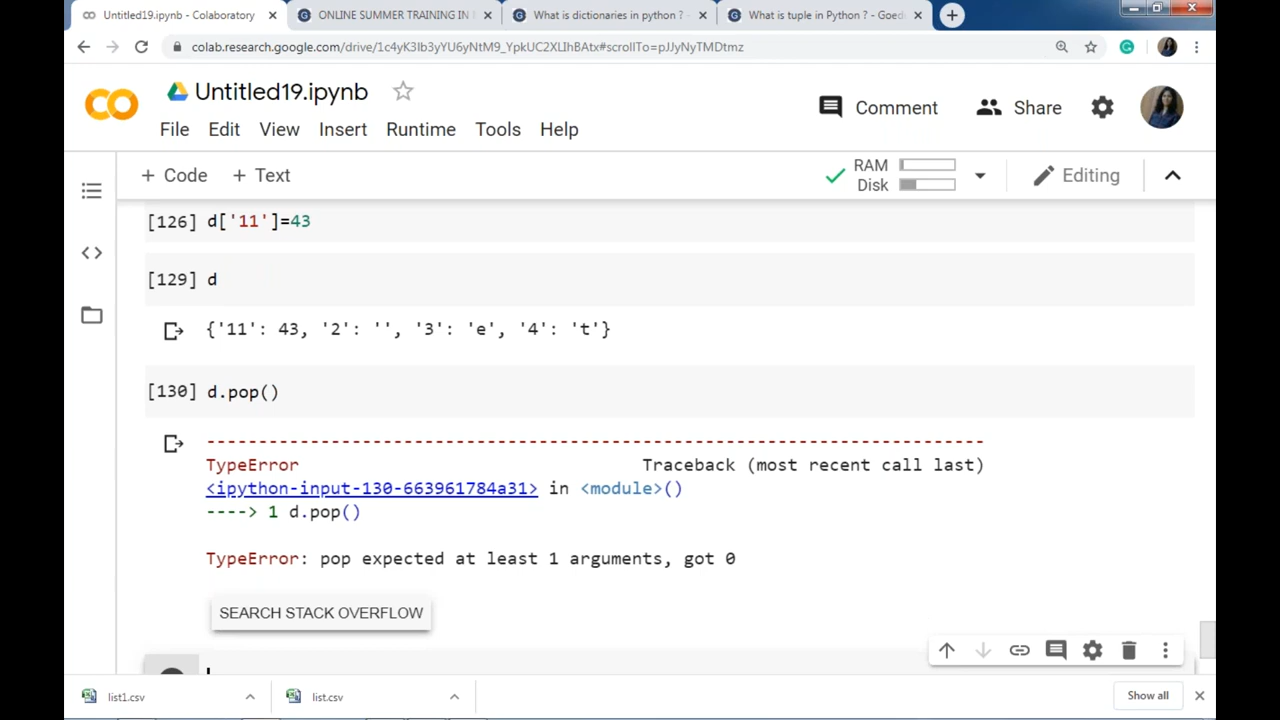 Untitled19.ipynb - Colaboratory
ONLINE SUMMER TRAINING IN
What is dictionaries in python ? -
What is tuple in Python ? - Goed
colab.research.google.com/drive/1c4yK3Ib3yYU6yNtM9_YpkUC2XLIhBAtx#scrollTo=pJJyNyTMDtmz
Untitled19.ipynb
Comment
Share
File Edit View Insert Runtime Tools Help
+ Code + Text
RAM
Disk
Editing
[126] d['11']=43
[129] d
{'11': 43, '2': '', '3': 'e', '4': 't'}
[130] d.pop()
---------------------------------------------------------------------------
TypeError Traceback (most recent call last)
<ipython-input-130-663961784a31> in <module>()
----> 1 d.pop()
TypeError: pop expected at least 1 arguments, got 0
SEARCH STACK OVERFLOW
list1.csv
list.csv
Show all